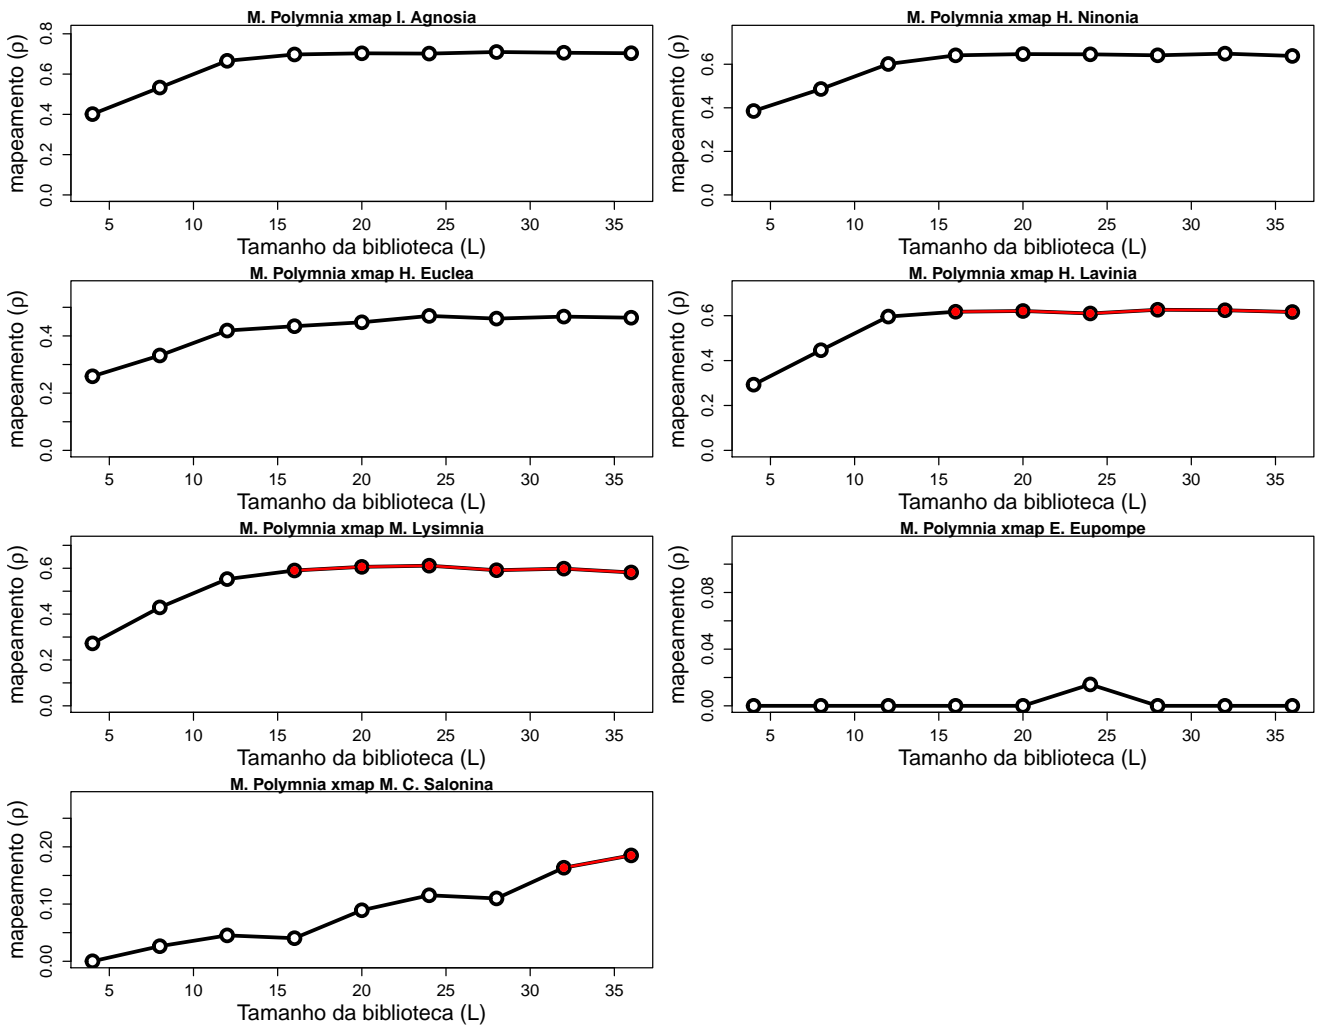 M. Polymnia xmap I. Agnosia
mapeamento (ρ)
0.0 0.2 0.4 0.6 0.8
5 10 15 20 25 30 35
Tamanho da biblioteca (L)
M. Polymnia xmap H. Ninonia
mapeamento (ρ)
0.0 0.2 0.4 0.6
5 10 15 20 25 30 35
Tamanho da biblioteca (L)
M. Polymnia xmap H. Euclea
mapeamento (ρ)
0.0 0.2 0.4
5 10 15 20 25 30 35
Tamanho da biblioteca (L)
M. Polymnia xmap H. Lavinia
mapeamento (ρ)
0.0 0.2 0.4 0.6
5 10 15 20 25 30 35
Tamanho da biblioteca (L)
M. Polymnia xmap M. Lysimnia
mapeamento (ρ)
0.0 0.2 0.4 0.6
5 10 15 20 25 30 35
Tamanho da biblioteca (L)
M. Polymnia xmap E. Eupompe
mapeamento (ρ)
0.00 0.04 0.08
5 10 15 20 25 30 35
Tamanho da biblioteca (L)
M. Polymnia xmap M. C. Salonina
mapeamento (ρ)
0.00 0.10 0.20
5 10 15 20 25 30 35
Tamanho da biblioteca (L)